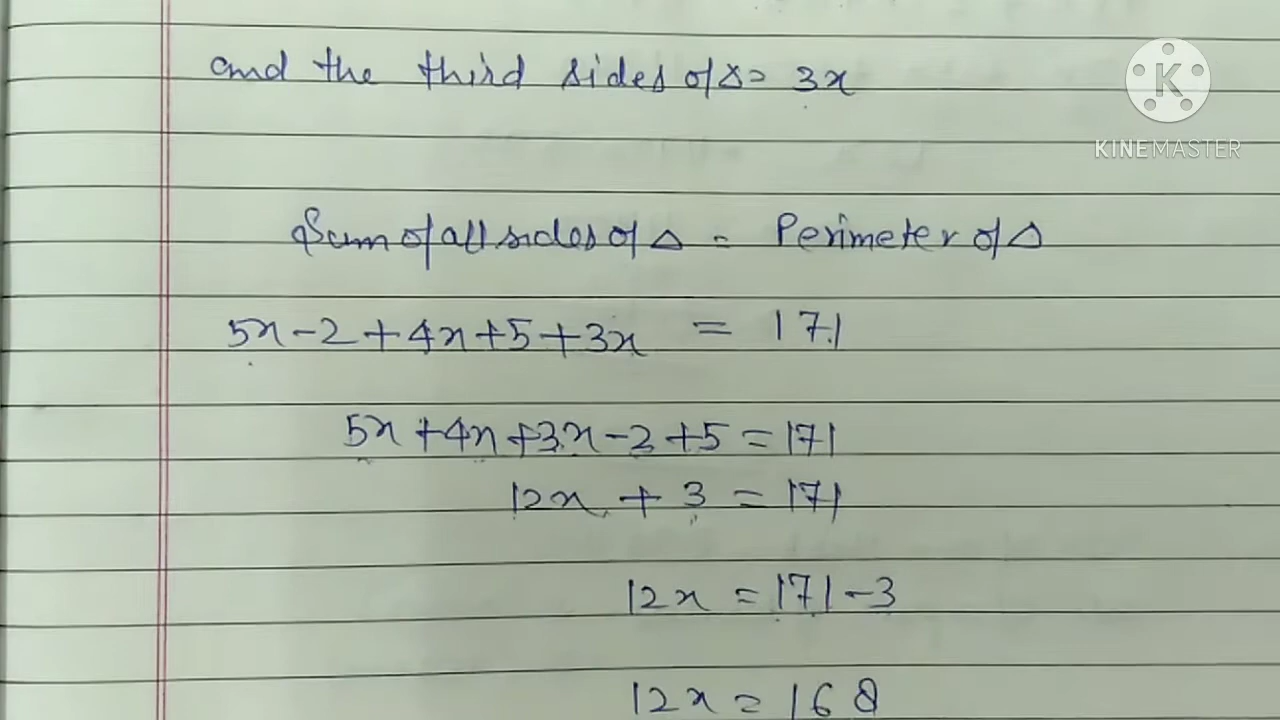 and the third sides of Δ = 3x
KINEMASTER
Sum of all sides of Δ = Perimeter of Δ
5x-2+4x+5+3x = 171
5x+4x+3x-2+5=171
12x + 3 = 171
12x = 171-3
12x = 168